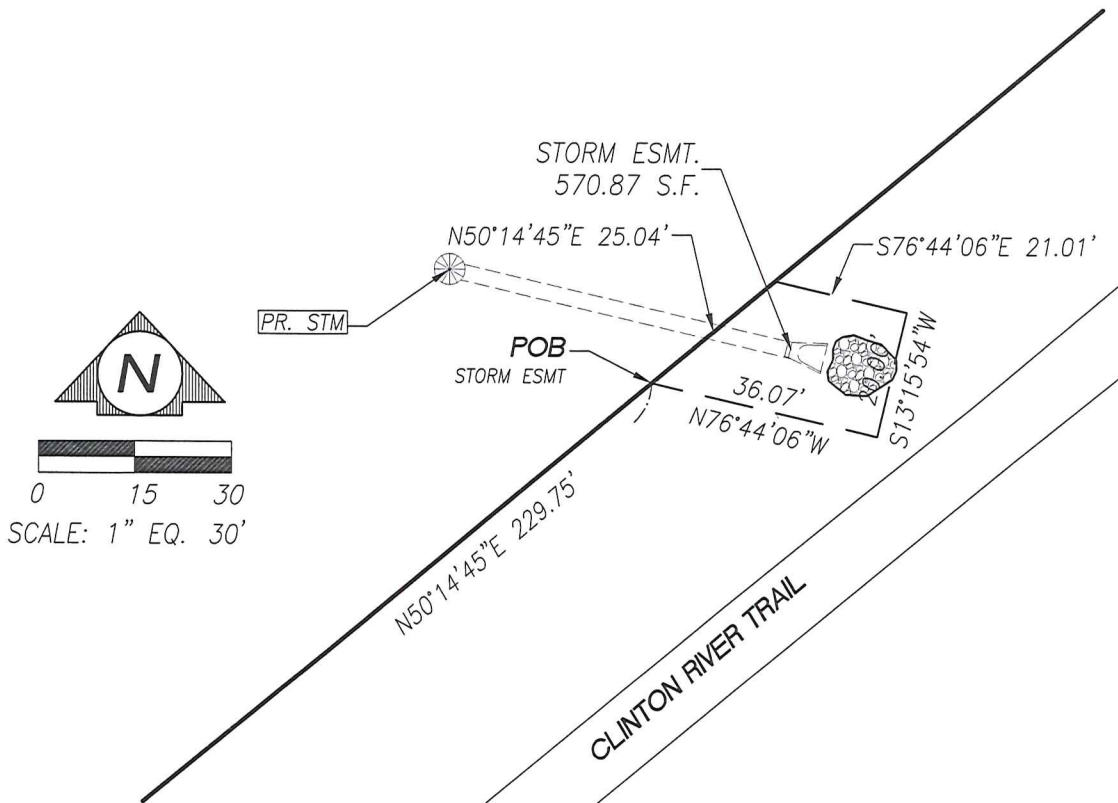 STORM ESMT.
570.87 S.F.
N50°14'45"E 25.04'
S76°44'06"E 21.01'
PR. STM
POB
STORM ESMT
20.00'
S13°15'54"W
36.07'
N76°44'06"W
N
0 15 30
SCALE: 1" EQ. 30'
N50°14'45"E 229.75'
CLINTON RIVER TRAIL